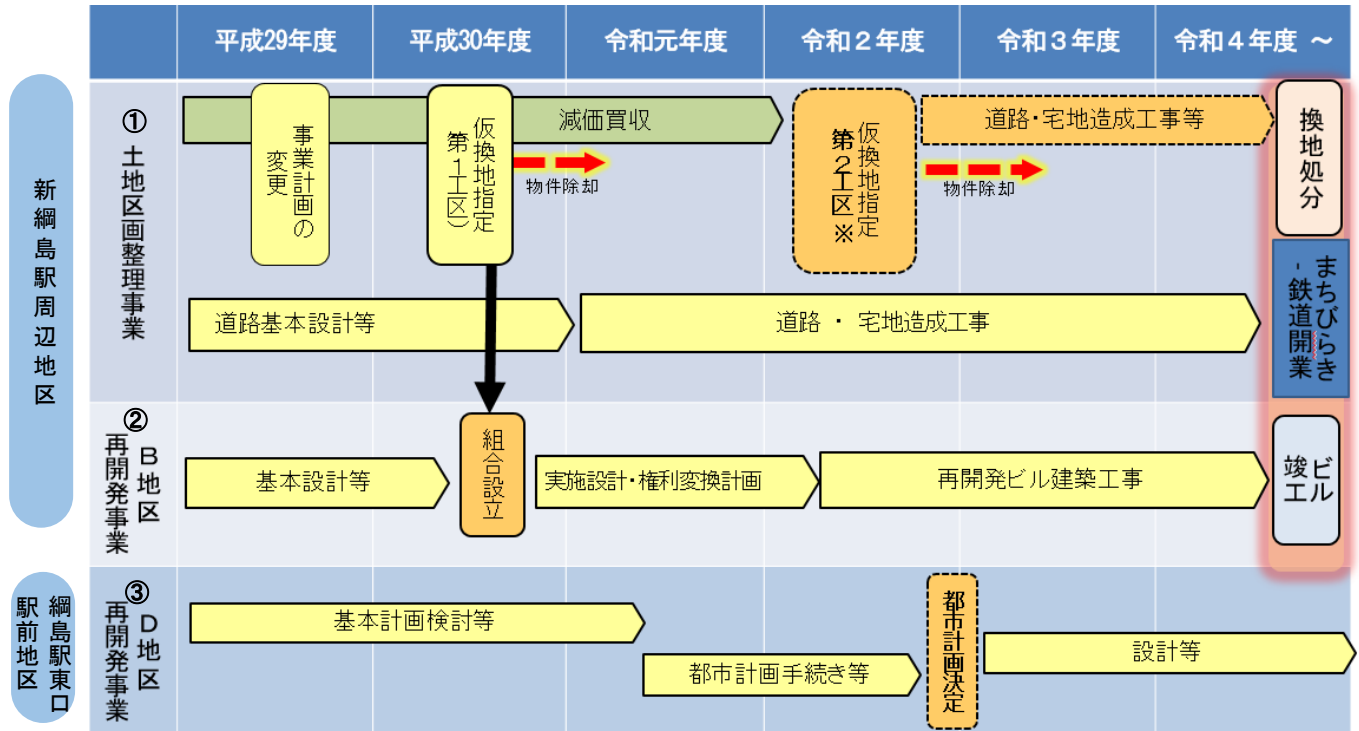 平成29年度
平成30年度
令和元年度
令和２年度
令和３年度
令和４年度 ～
新綱島駅周辺地区
①
土地区画整理事業
減価買収
事業計画の
変更
仮換地指定
第１工区）
物件除却
仮換地指定
第２工区※
道路・宅地造成工事等
物件除却
換地処分
道路基本設計等
道路 ・ 宅地造成工事
まちびらき
-鉄道開業
②
B地区
再開発事業
基本設計等
組合設立
実施設計・権利変換計画
再開発ビル建築工事
ビル
竣工
綱島駅東口
駅前地区
③
D地区
再開発事業
基本計画検討等
都市計画手続き等
都市計画決定
設計等